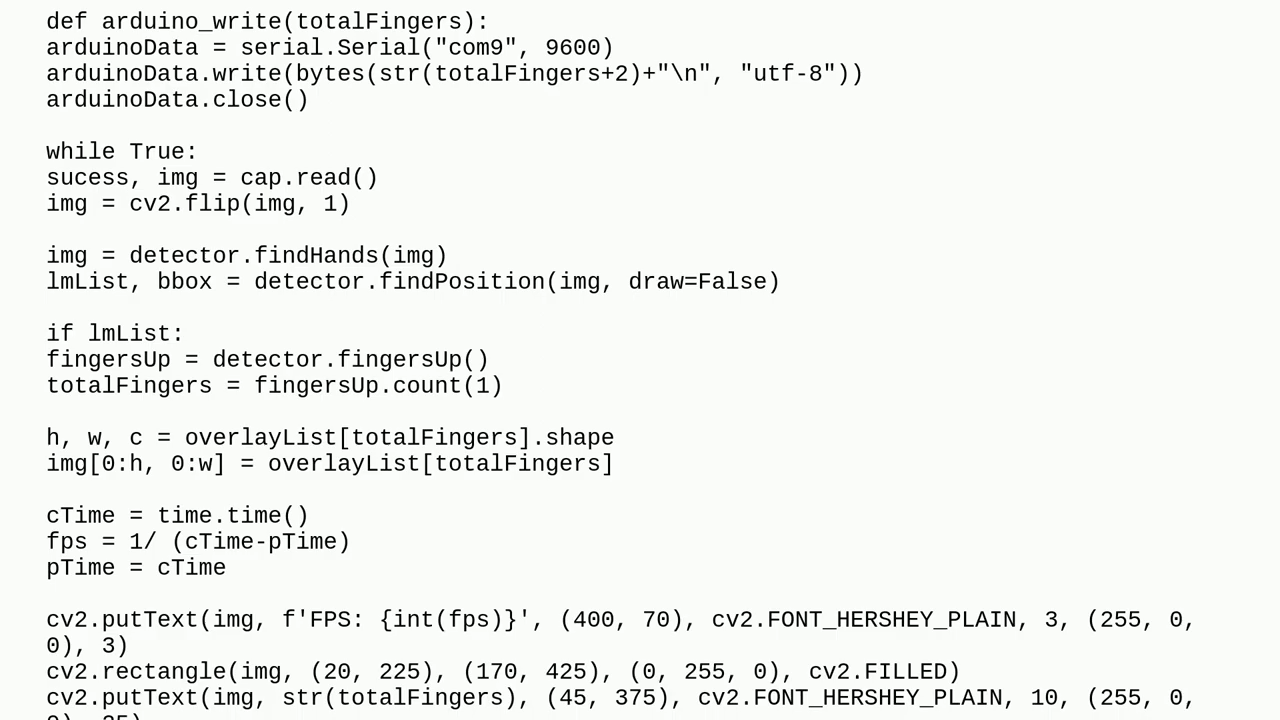 def arduino_write(totalFingers):
arduinoData = serial.Serial("com9", 9600)
arduinoData.write(bytes(str(totalFingers+2)+"\n", "utf-8"))
arduinoData.close()
while True:
sucess, img = cap.read()
img = cv2.flip(img, 1)
img = detector.findHands(img)
lmList, bbox = detector.findPosition(img, draw=False)
if lmList:
fingersUp = detector.fingersUp()
totalFingers = fingersUp.count(1)
h, w, c = overlayList[totalFingers].shape
img[0:h, 0:w] = overlayList[totalFingers]
cTime = time.time()
fps = 1/ (cTime-pTime)
pTime = cTime
cv2.putText(img, f'FPS: {int(fps)}', (400, 70), cv2.FONT_HERSHEY_PLAIN, 3, (255, 0,
0), 3)
cv2.rectangle(img, (20, 225), (170, 425), (0, 255, 0), cv2.FILLED)
cv2.putText(img, str(totalFingers), (45, 375), cv2.FONT_HERSHEY_PLAIN, 10, (255, 0,